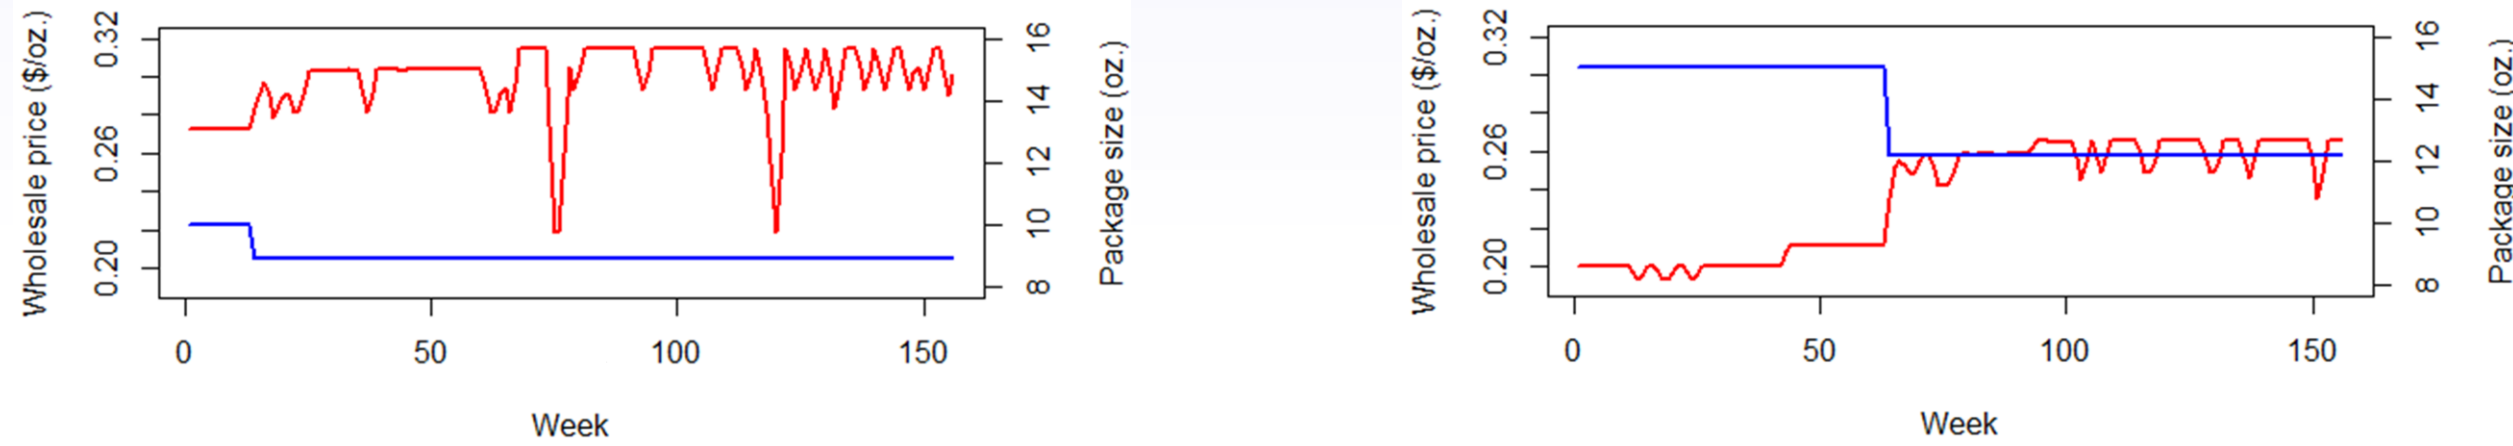 Wholesale price ($/oz.)
0.20 0.26 0.32
8 10 12 14 16
Package size (oz.)
0 50 100 150
Week
Wholesale price ($/oz.)
0.20 0.26 0.32
8 10 12 14 16
Package size (oz.)
0 50 100 150
Week